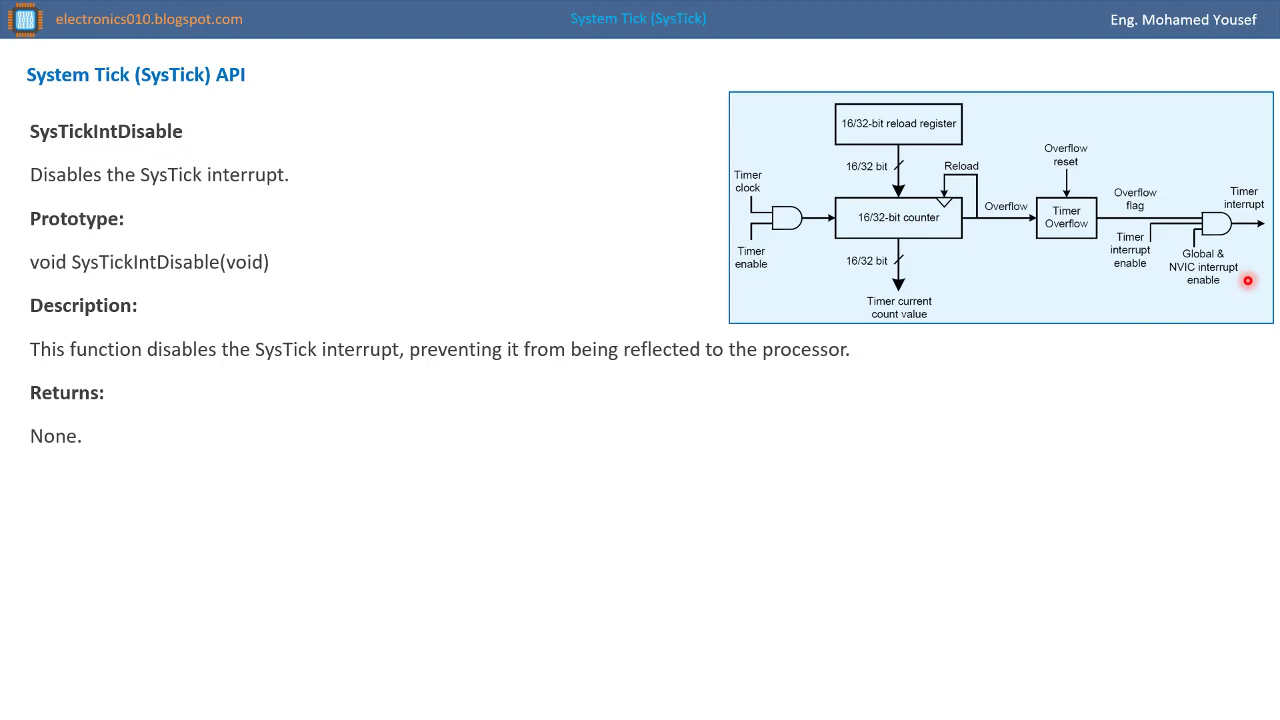 electronics010.blogspot.com
System Tick (SysTick)
Eng. Mohamed Yousef
System Tick (SysTick) API
SysTickIntDisable
Disables the SysTick interrupt.
Prototype:
void SysTickIntDisable(void)
Description:
This function disables the SysTick interrupt, preventing it from being reflected to the processor.
Returns:
None.
16/32-bit reload register
16/32 bit
Reload
Timer
clock
Timer
enable
16/32-bit counter
Overflow
Overflow
reset
Timer
Overflow
Overflow
flag
Timer
interrupt
Timer
interrupt
enable
Global &
NVIC interrupt
enable
16/32 bit
Timer current
count value